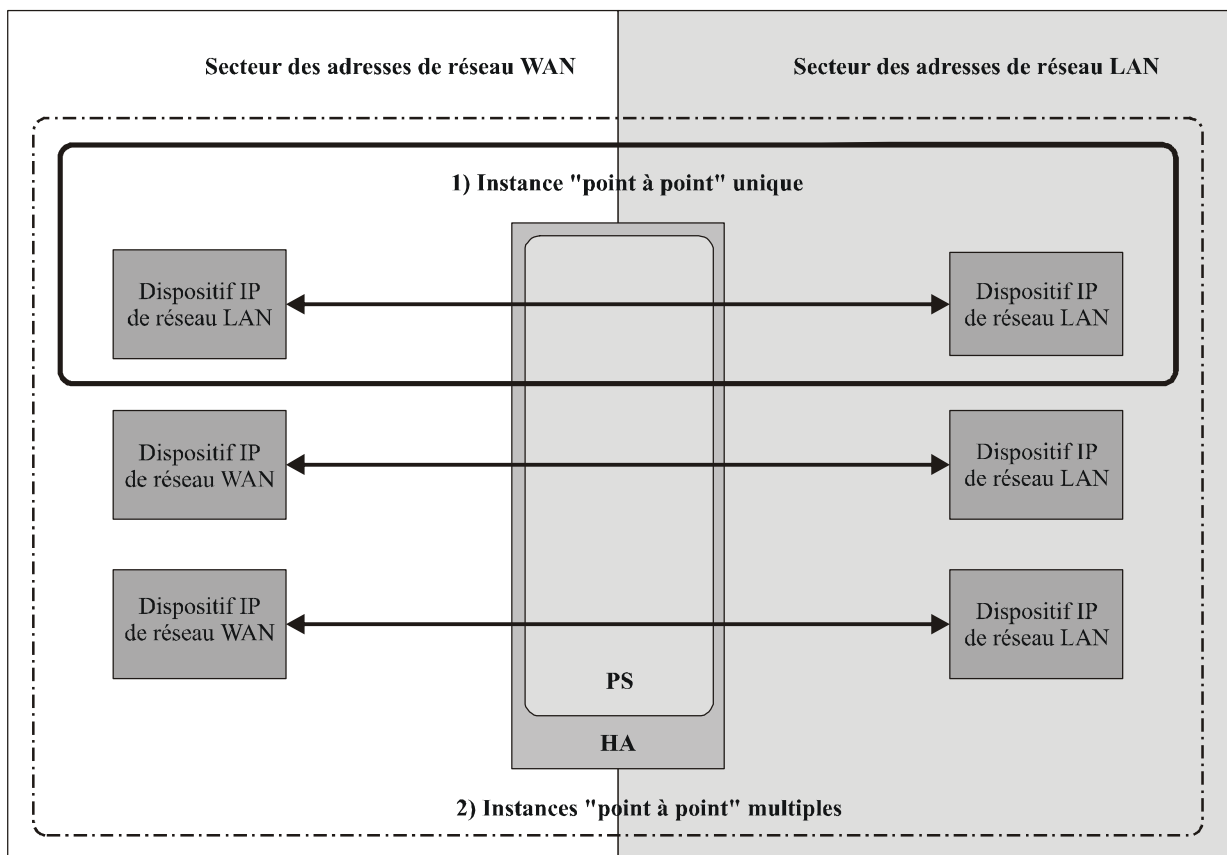 Secteur des adresses de réseau WAN
Secteur des adresses de réseau LAN
1) Instance "point à point" unique
Dispositif IP
de réseau LAN
Dispositif IP
de réseau LAN
Dispositif IP
de réseau WAN
Dispositif IP
de réseau LAN
Dispositif IP
de réseau WAN
Dispositif IP
de réseau LAN
PS
HA
2) Instances "point à point" multiples